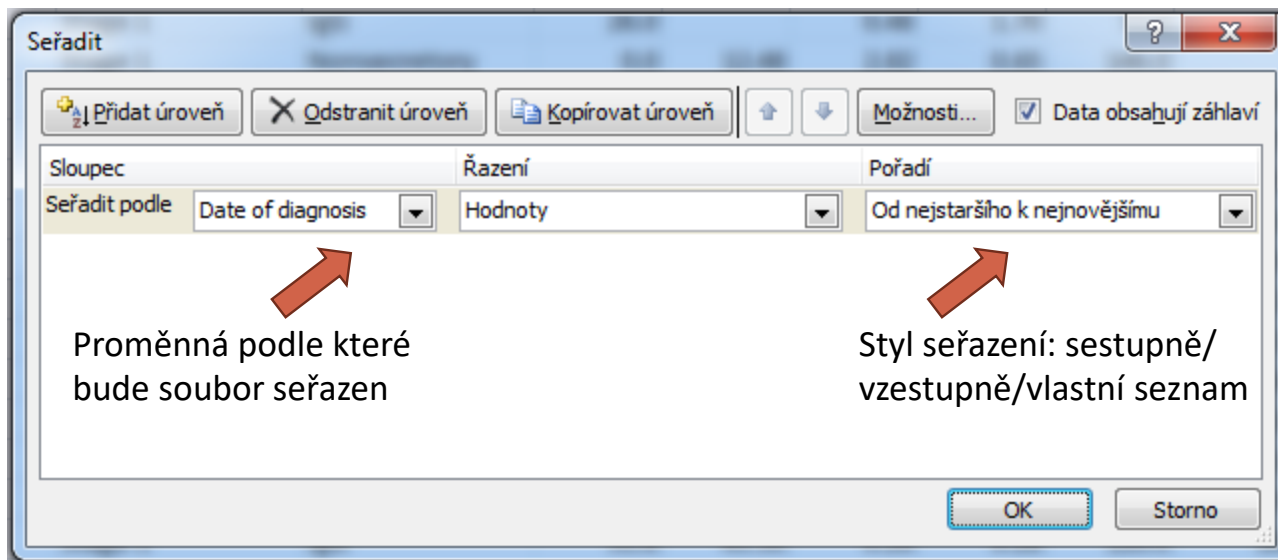 Seřadit
Přidat úroveň Odstranit úroveň Kopírovat úroveň Možnosti... Data obsahují záhlaví
Sloupec Řazení Pořadí
Seřadit podle Date of diagnosis Hodnoty Od nejstaršího k nejnovějšímu
Proměnná podle které
bude soubor seřazen
Styl seřazení: sestupně/
vzestupně/vlastní seznam
OK Storno